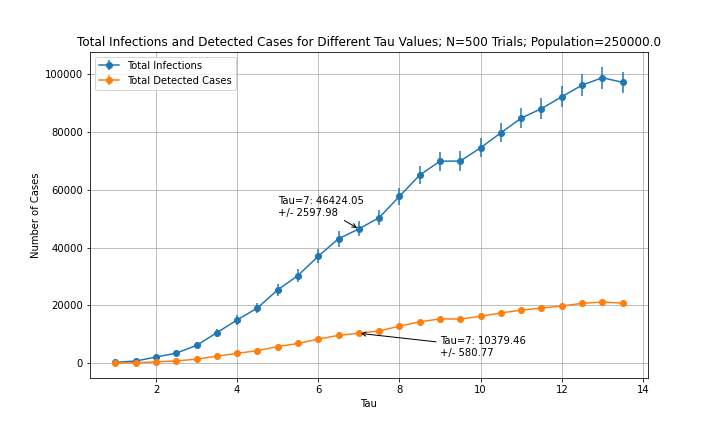 Total Infections and Detected Cases for Different Tau Values; N=500 Trials; Population=250000.0
Total Infections
Total Detected Cases
100000
80000
60000
40000
20000
0
Number of Cases
Tau=7: 46424.05
+/- 2597.98
Tau=7: 10379.46
+/- 580.77
2
4
6
8
10
12
14
Tau